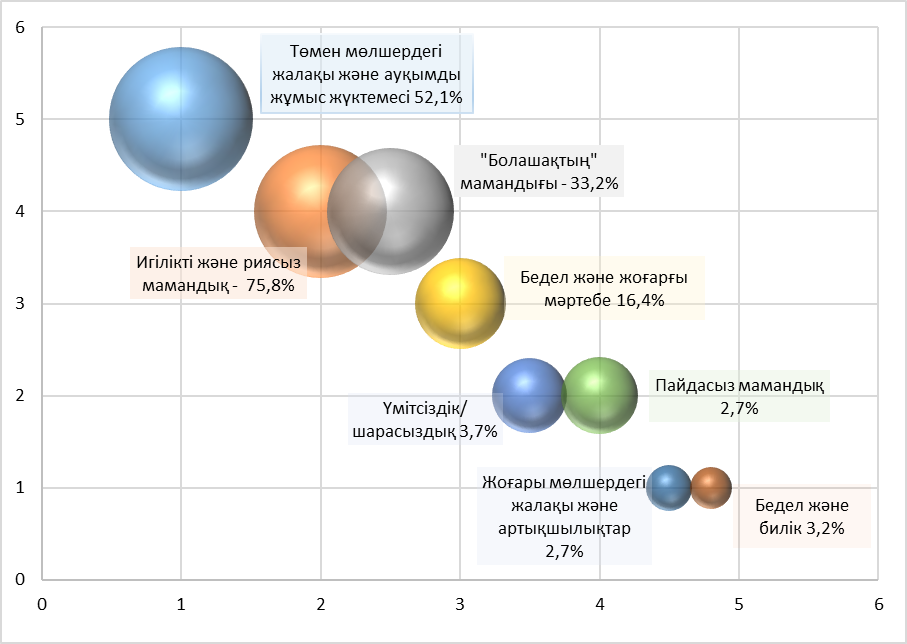 6
5
4
3
2
1
0
Төмен мөлшердегі
жалақы және ауқымды
жұмыс жүктемесі 52,1%
"Болашақтың"
мамандығы - 33,2%
Игілікті және риясыз
мамандық -  75,8%
Бедел және жоғарғы
мәртебе 16,4%
Үмітсіздік/
шарасыздық 3,7%
Пайдасыз мамандық
2,7%
Жоғары мөлшердегі
жалақы және
артықшылықтар
2,7%
Бедел және
билік 3,2%
0 1 2 3 4 5 6